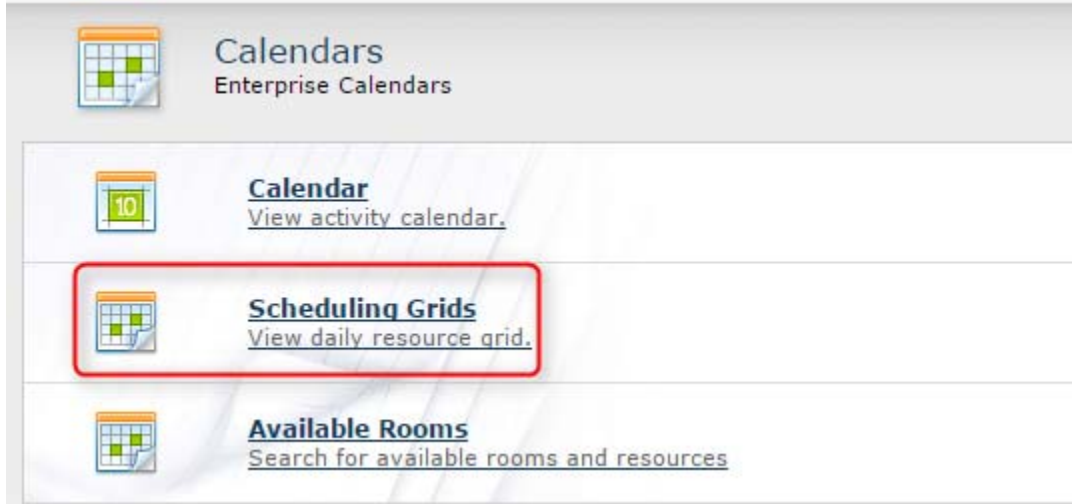 Calendars
Enterprise Calendars
10
Calendar
View activity calendar.
Scheduling Grids
View daily resource grid.
Available Rooms
Search for available rooms and resources